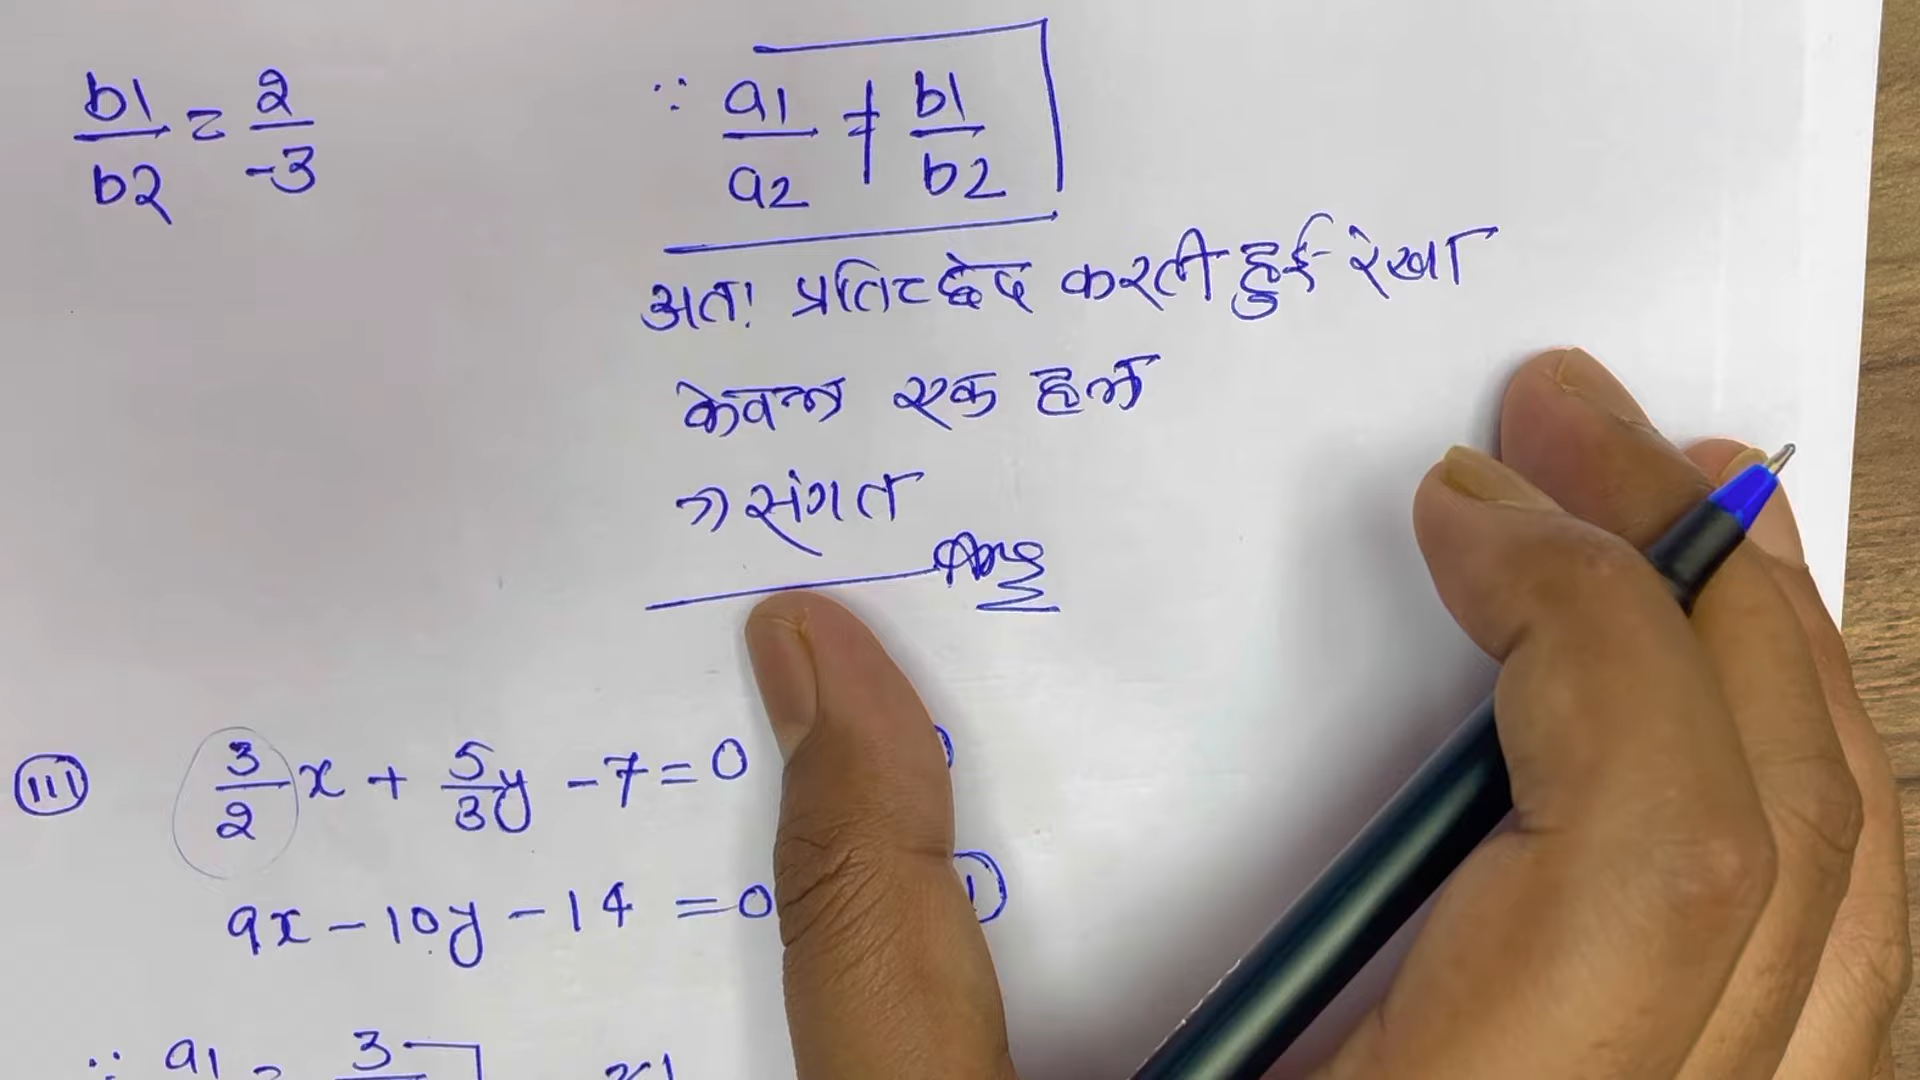 b1/b2 = 2/-3
∵ a1/a2 ≠ b1/b2
अत: प्रतिच्छेद करती हुई रेखा
केवल एक हल
→ संगत
Ans
(iii) 3/2 x + 5/3 y - 7 = 0
9x - 10y - 14 = 0
∵ a1 = 3